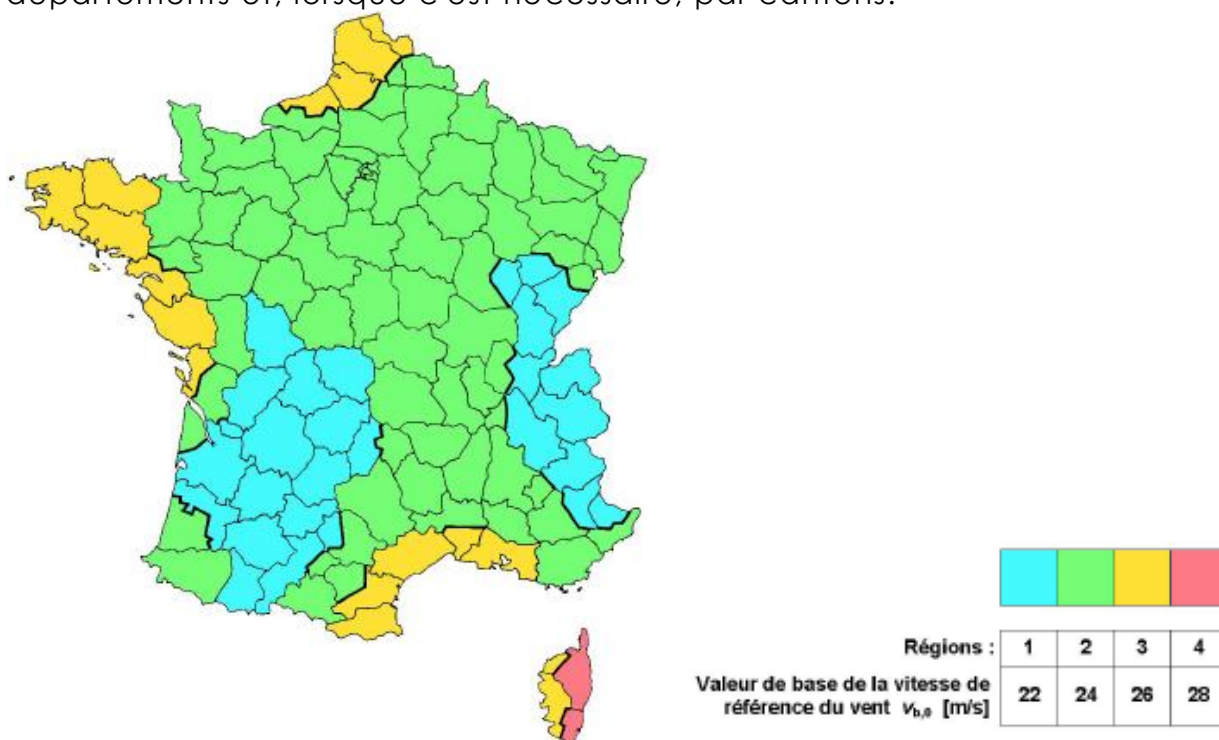 départements et, lorsque c'est nécessaire, par cantons.
Régions : 1 2 3 4
Valeur de base de la vitesse de
référence du vent vb,0 [m/s] 22 24 26 28